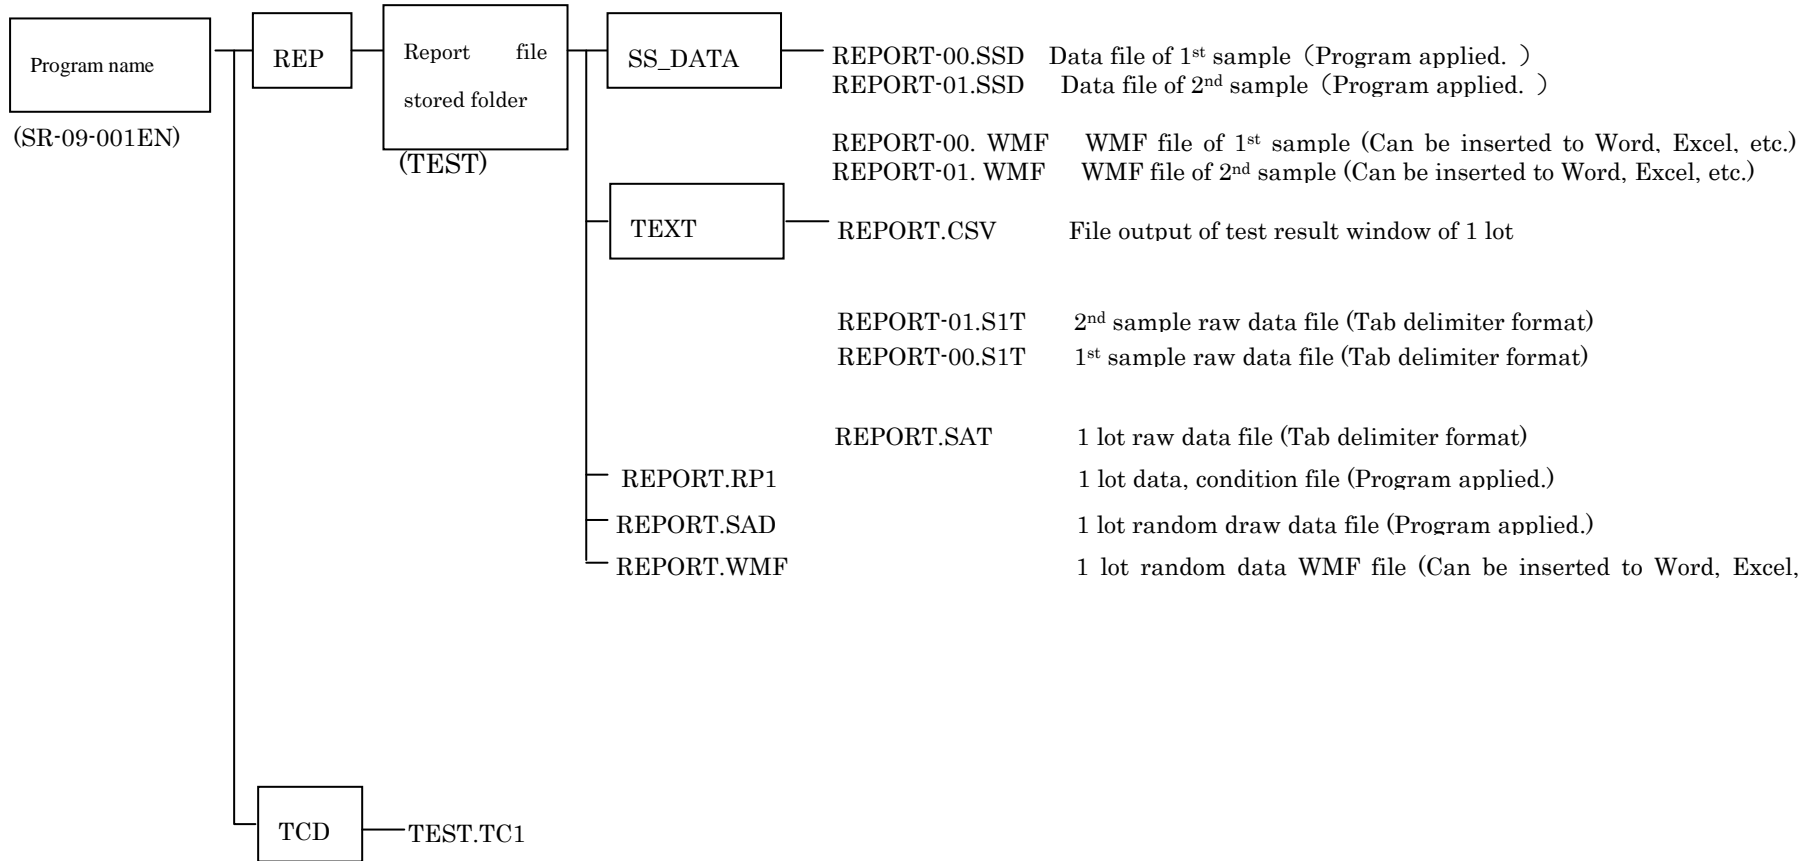 Program name
(SR-09-001EN)
REP
Report file
stored folder
(TEST)
SS_DATA
REPORT-00.SSD Data file of 1st sample（Program applied. ）
REPORT-01.SSD Data file of 2nd sample（Program applied. ）
REPORT-00. WMF WMF file of 1st sample (Can be inserted to Word, Excel, etc.)
REPORT-01. WMF WMF file of 2nd sample (Can be inserted to Word, Excel, etc.)
TEXT
REPORT.CSV File output of test result window of 1 lot
REPORT-01.S1T 2nd sample raw data file (Tab delimiter format)
REPORT-00.S1T 1st sample raw data file (Tab delimiter format)
REPORT.SAT 1 lot raw data file (Tab delimiter format)
REPORT.RP1 1 lot data, condition file (Program applied.)
REPORT.SAD 1 lot random draw data file (Program applied.)
REPORT.WMF 1 lot random data WMF file (Can be inserted to Word, Excel,
TCD
TEST.TC1